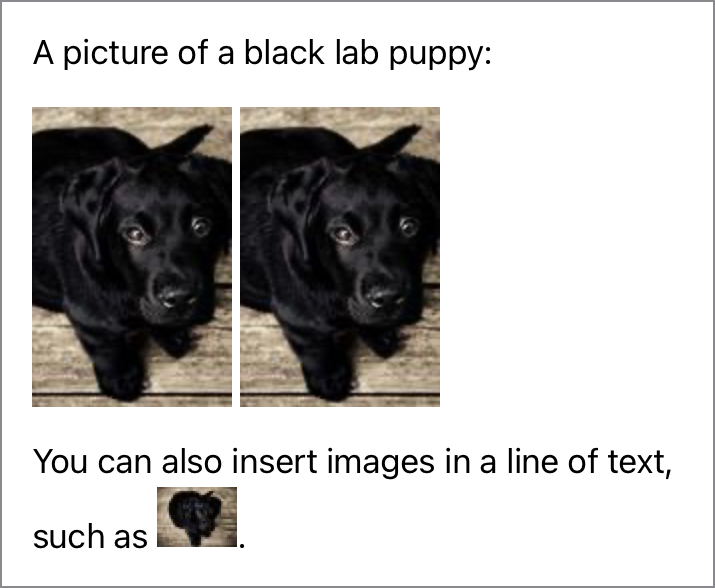 A picture of a black lab puppy:
You can also insert images in a line of text,
such as .